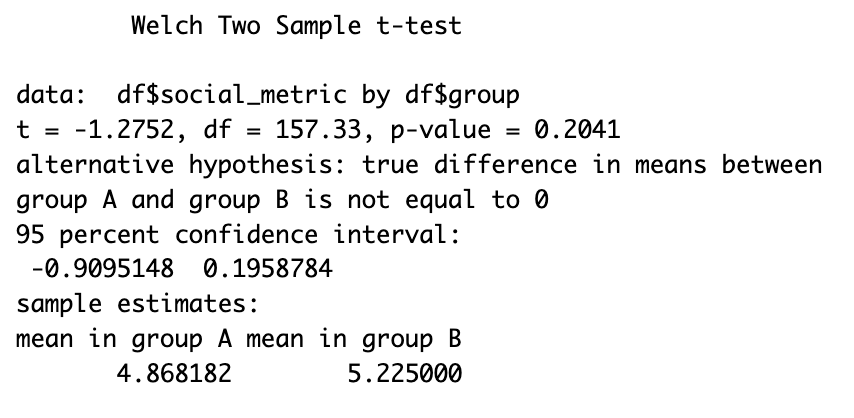 Welch Two Sample t-test
data:  df$social_metric by df$group
t = -1.2752, df = 157.33, p-value = 0.2041
alternative hypothesis: true difference in means between
group A and group B is not equal to 0
95 percent confidence interval:
-0.9095148  0.1958784
sample estimates:
mean in group A mean in group B
4.868182        5.225000